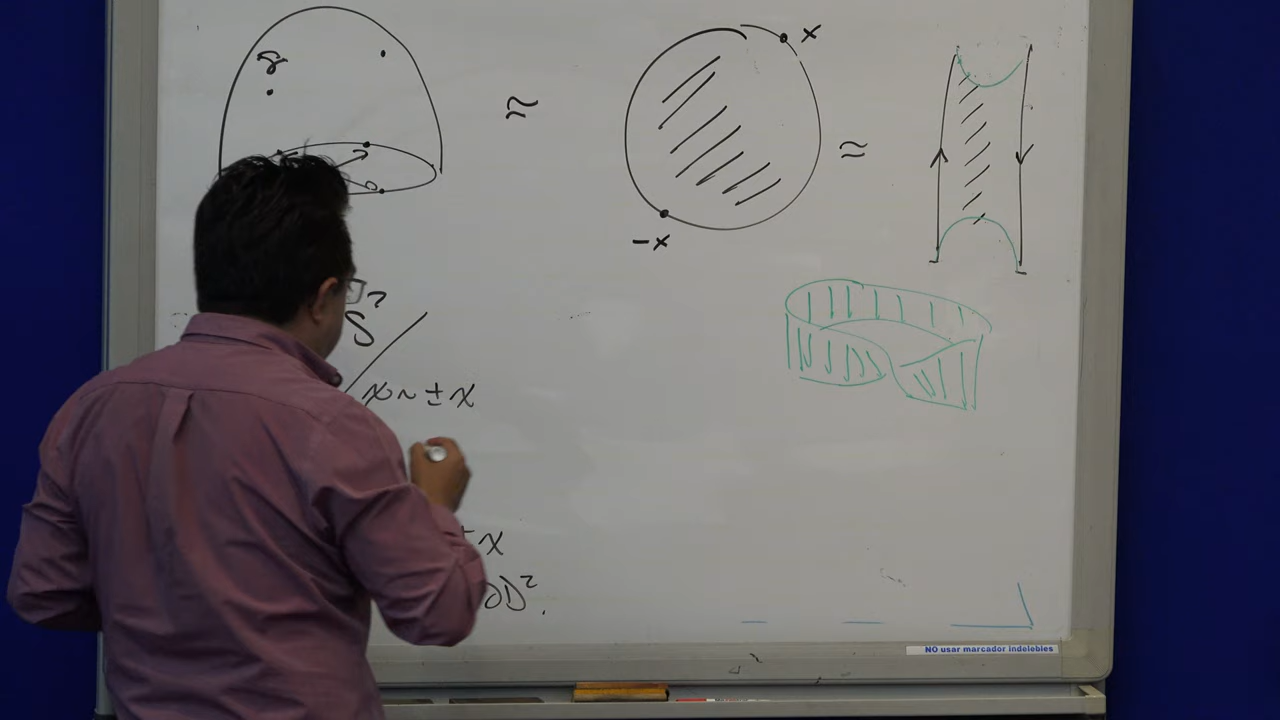 x
≈
≈
-x
S²/x~±x
x
∂D².
NO usar marcador indelebles